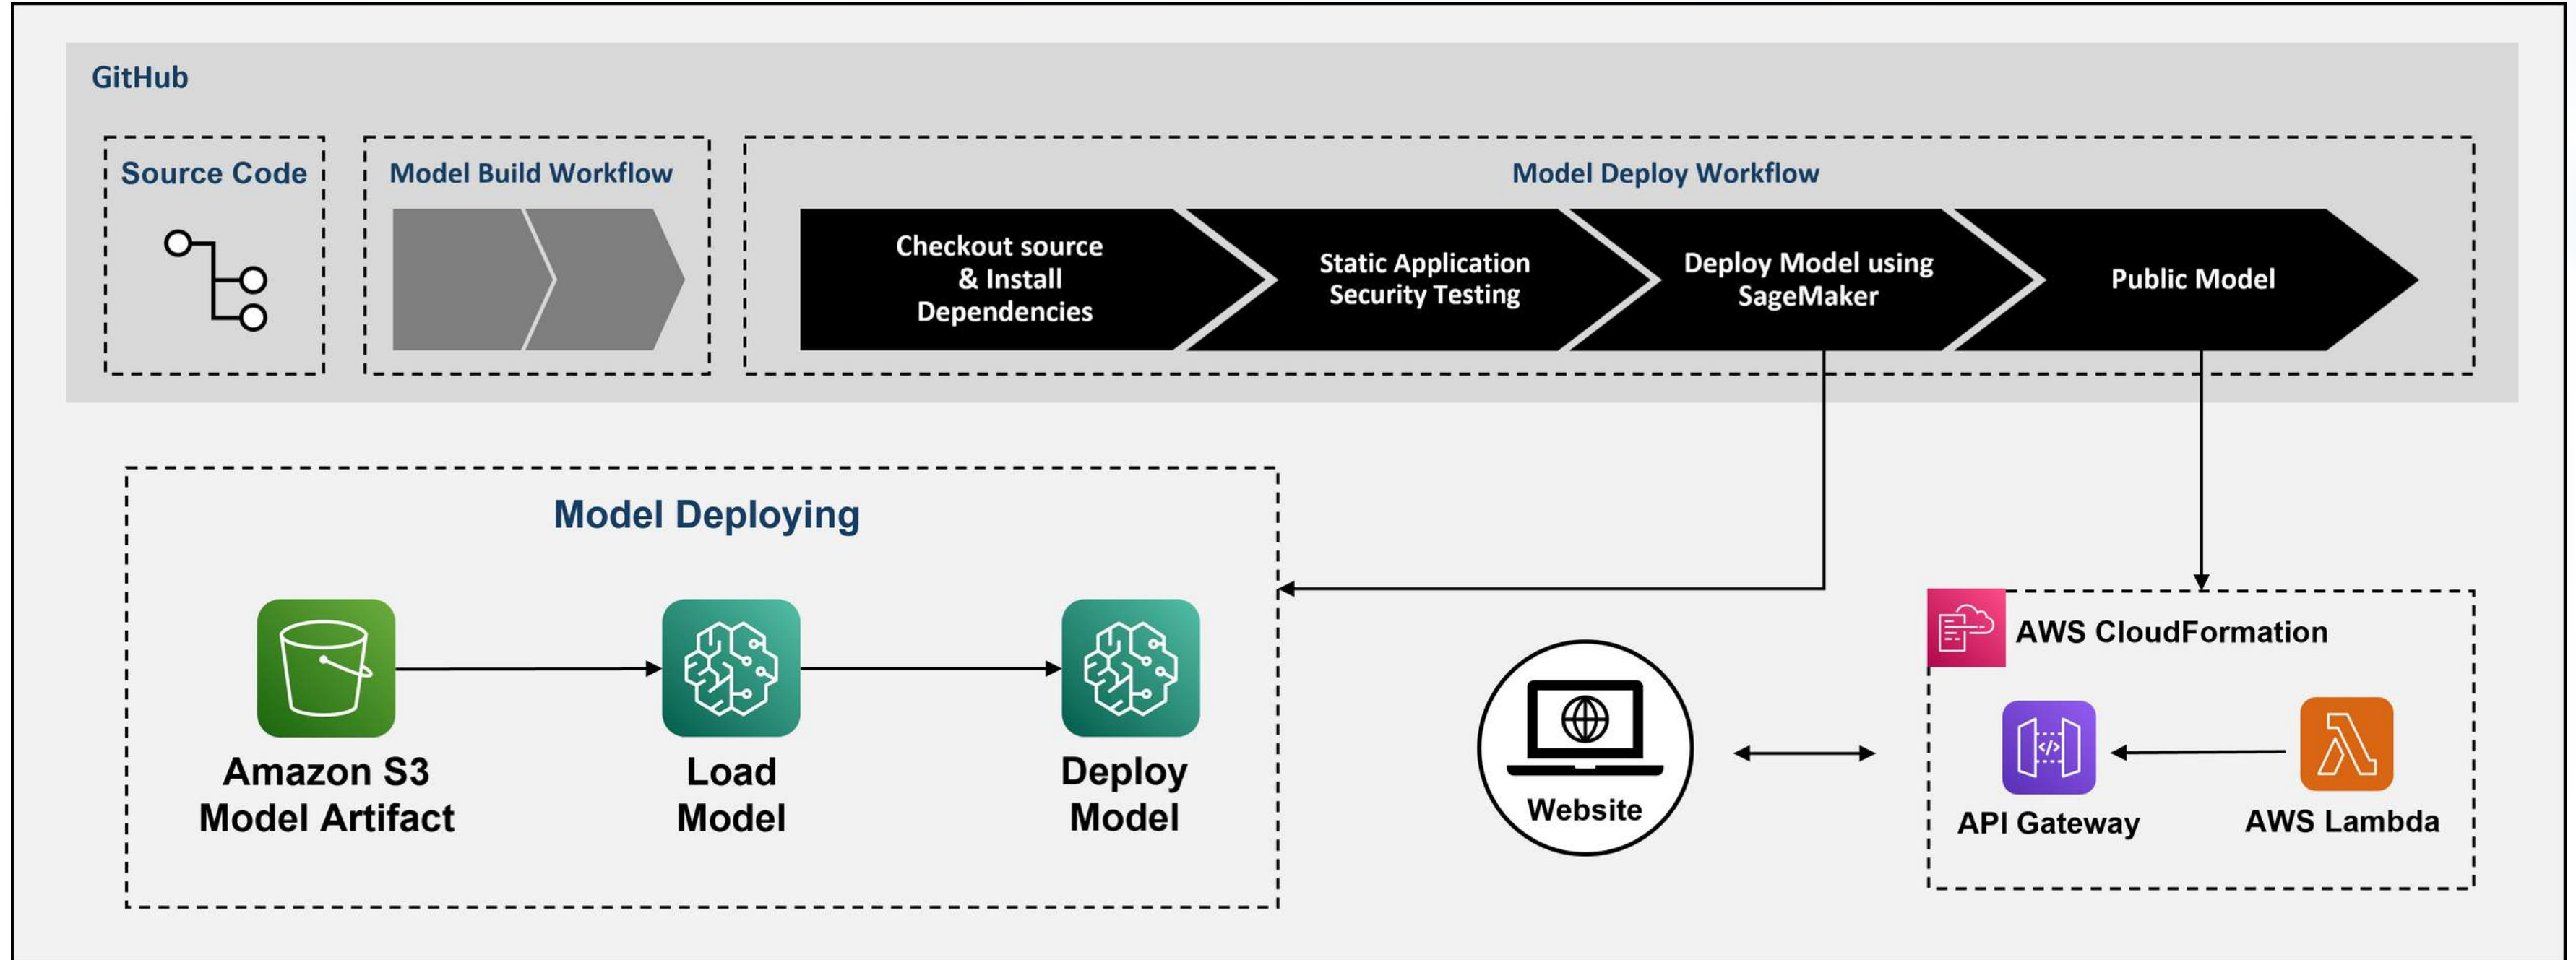 GitHub
Source Code
Model Build Workflow
Model Deploy Workflow
Checkout source
& Install
Dependencies
Static Application
Security Testing
Deploy Model using
SageMaker
Public Model
Model Deploying
Amazon S3
Model Artifact
Load
Model
Deploy
Model
Website
AWS CloudFormation
</>
API Gateway
AWS Lambda